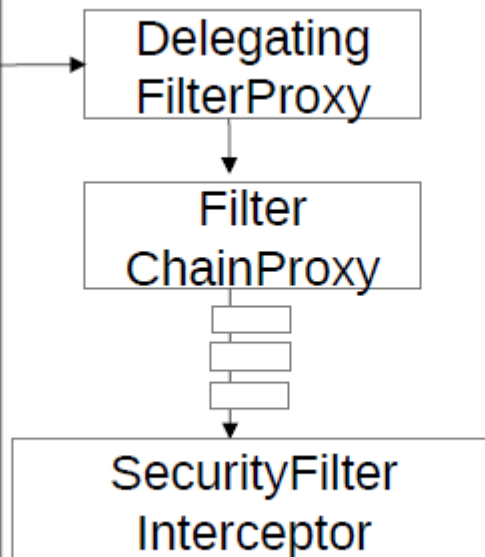 Delegating
FilterProxy
Filter
ChainProxy
SecurityFilter
Interceptor